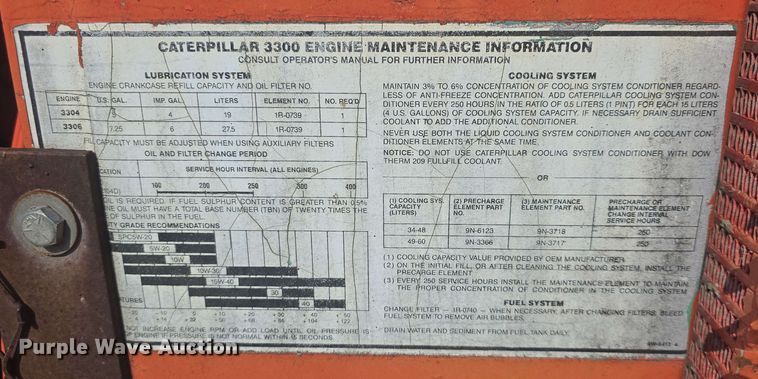 CATERPILLAR 3300 ENGINE MAINTENANCE INFORMATION
CONSULT OPERATOR'S MANUAL FOR FURTHER INFORMATION
LUBRICATION SYSTEM
ENGINE CRANKCASE REFILL CAPACITY AND OIL FILTER NO.
ENGINE U.S. GAL. IMP. GAL. LITERS ELEMENT NO. NO. REQ'D
3304 5 4 19 1R-0739 1
3306 7.25 6 27.5 1R-0739 1
FILL CAPACITY MUST BE ADJUSTED WHEN USING AUXILIARY FILTERS
OIL AND FILTER CHANGE PERIOD
SERVICE HOUR INTERVAL (ALL ENGINES)
100 200 250 300 400
OIL IS REQUIRED. IF FUEL SULPHUR CONTENT IS GREATER THAN 0.5%
OIL MUST HAVE A TOTAL BASE NUMBER (TBN) OF TWENTY TIMES THE
OF SULPHUR IN THE FUEL.
GRADE RECOMMENDATIONS
SPC5W-20
5W-20
10W
10W-30
15W-40
30
40
NOT INCREASE ENGINE RPM OR ADD LOAD UNTIL OIL PRESSURE IS
ENGINE IF PRESSURE IS NOT NORMAL WITHIN 15 SECONDS.
COOLING SYSTEM
MAINTAIN 3% TO 6% CONCENTRATION OF COOLING SYSTEM CONDITIONER REGARD-
LESS OF ANTI-FREEZE CONCENTRATION. ADD CATERPILLAR COOLING SYSTEM CON-
DITIONER EVERY 250 HOURS IN THE RATIO OF 0.5 LITERS (1 PINT) FOR EACH 15 LITERS
(4 U.S. GALLONS) OF COOLING SYSTEM CAPACITY. IF NECESSARY DRAIN SUFFICIENT
COOLANT TO ADD THE ADDITIONAL CONDITIONER.
NEVER USE BOTH THE LIQUID COOLING SYSTEM CONDITIONER AND COOLANT CON-
DITIONER ELEMENTS AT THE SAME TIME.
NOTICE: DO NOT USE CATERPILLAR COOLING SYSTEM CONDITIONER WITH DOW
THERM 209 FULLFILL COOLANT.
OR
(1) COOLING SYS. CAPACITY (LITERS) (2) PRECHARGE ELEMENT PART NO. (3) MAINTENANCE ELEMENT PART NO. PRECHARGE OR MAINTENANCE ELEMENT CHANGE INTERVAL SERVICE HOURS
34-48 9N-6123 9N-3718 250
49-60 9N-3366 9N-3717 250
(1) COOLING CAPACITY VALUE PROVIDED BY OEM MANUFACTURER
(2) ON THE INITIAL FILL, OR AFTER CLEANING THE COOLING SYSTEM, INSTALL THE
PRECARGE ELEMENT
(3) EVERY 250 SERVICE HOURS INSTALL THE MAINTENANCE ELEMENT TO MAINTAIN
THE PROPER CONCENTRATION OF CONDITIONER IN THE COOLING SYSTEM
FUEL SYSTEM
CHANGE FILTER — 1R-0740 — WHEN NECESSARY, AFTER CHANGING FILTERS, BLEED
FUEL SYSTEM TO REMOVE AIR BUBBLES.
DRAIN WATER AND SEDIMENT FROM FUEL TANK DAILY.
Purple Wave Auction